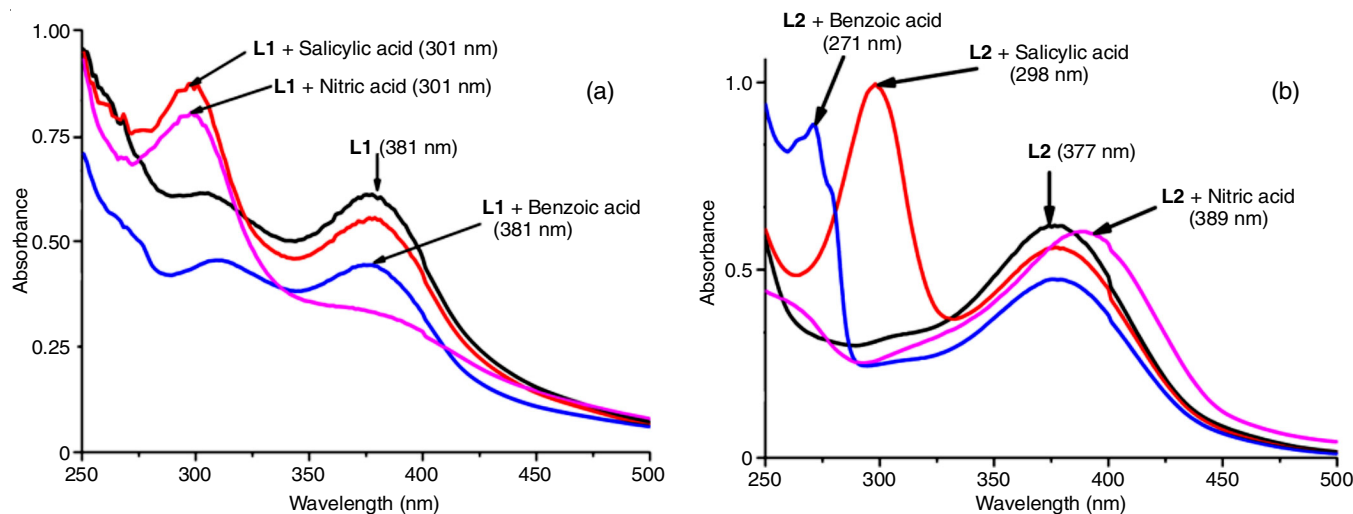 1.00
0.75
0.50
0.25
0
Absorbance
250
300
350
400
450
500
Wavelength (nm)
L1 + Salicylic acid (301 nm)
L1 + Nitric acid (301 nm)
(a)
L1 (381 nm)
L1 + Benzoic acid
(381 nm)
L2 + Benzoic acid
(271 nm)
L2 + Salicylic acid
(298 nm)
(b)
L2 (377 nm)
L2 + Nitric acid
(389 nm)
1.0
0.5
0
Absorbance
250
300
350
400
450
500
Wavelength (nm)